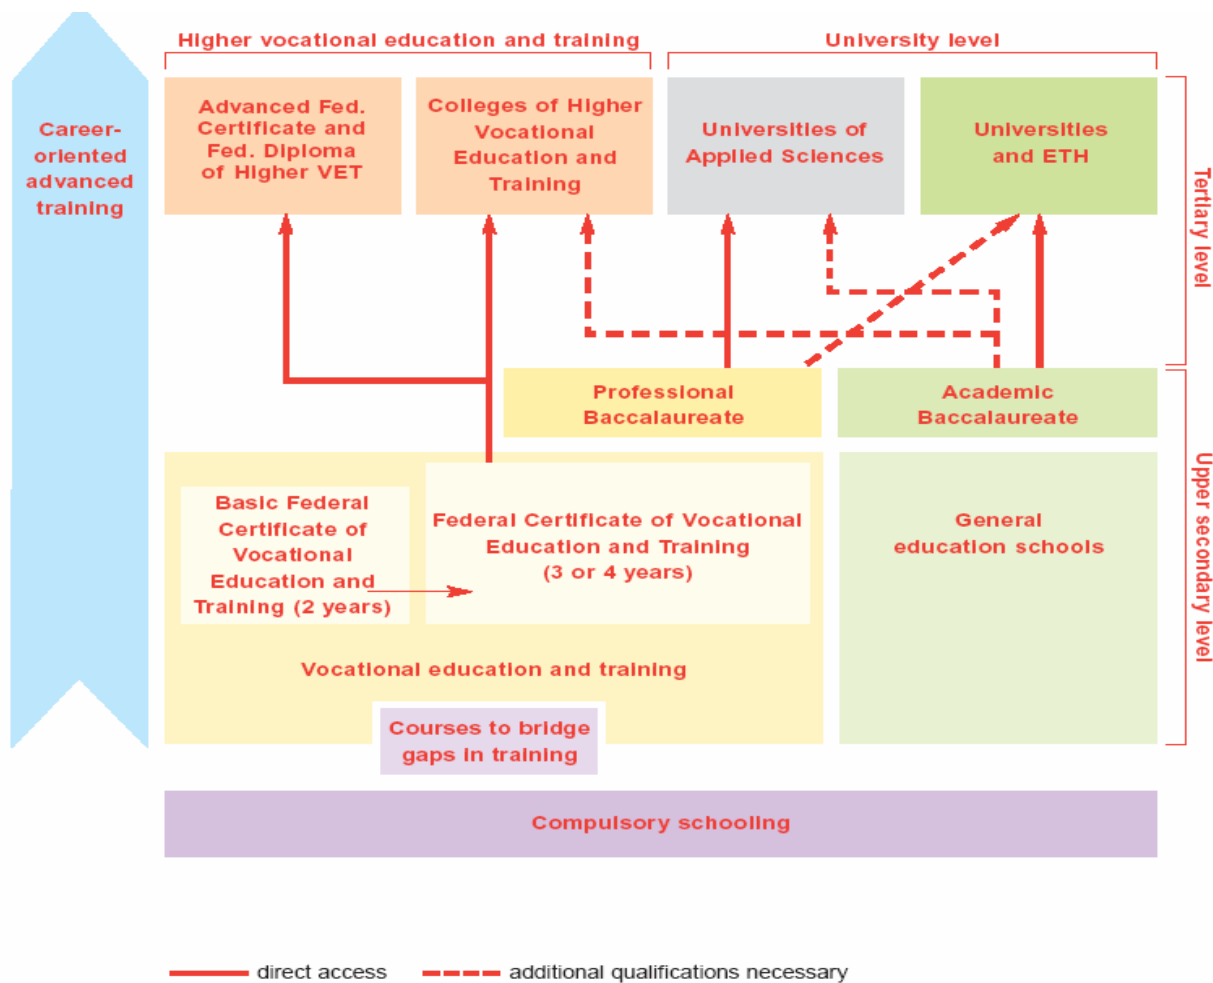 Higher vocational education and training
University level
Career-
oriented
advanced
training
Advanced Fed.
Certificate and
Fed. Diploma
of Higher VET
Colleges of Higher
Vocational
Education and
Training
Universities of
Applied Sciences
Universities
and ETH
Tertiary level
Professional
Baccalaureate
Academic
Baccalaureate
Upper secondary level
Basic Federal
Certificate of
Vocational
Education and
Training (2 years)
Federal Certificate of Vocational
Education and Training
(3 or 4 years)
General
education schools
Vocational education and training
Courses to bridge
gaps in training
Compulsory schooling
direct access
additional qualifications necessary